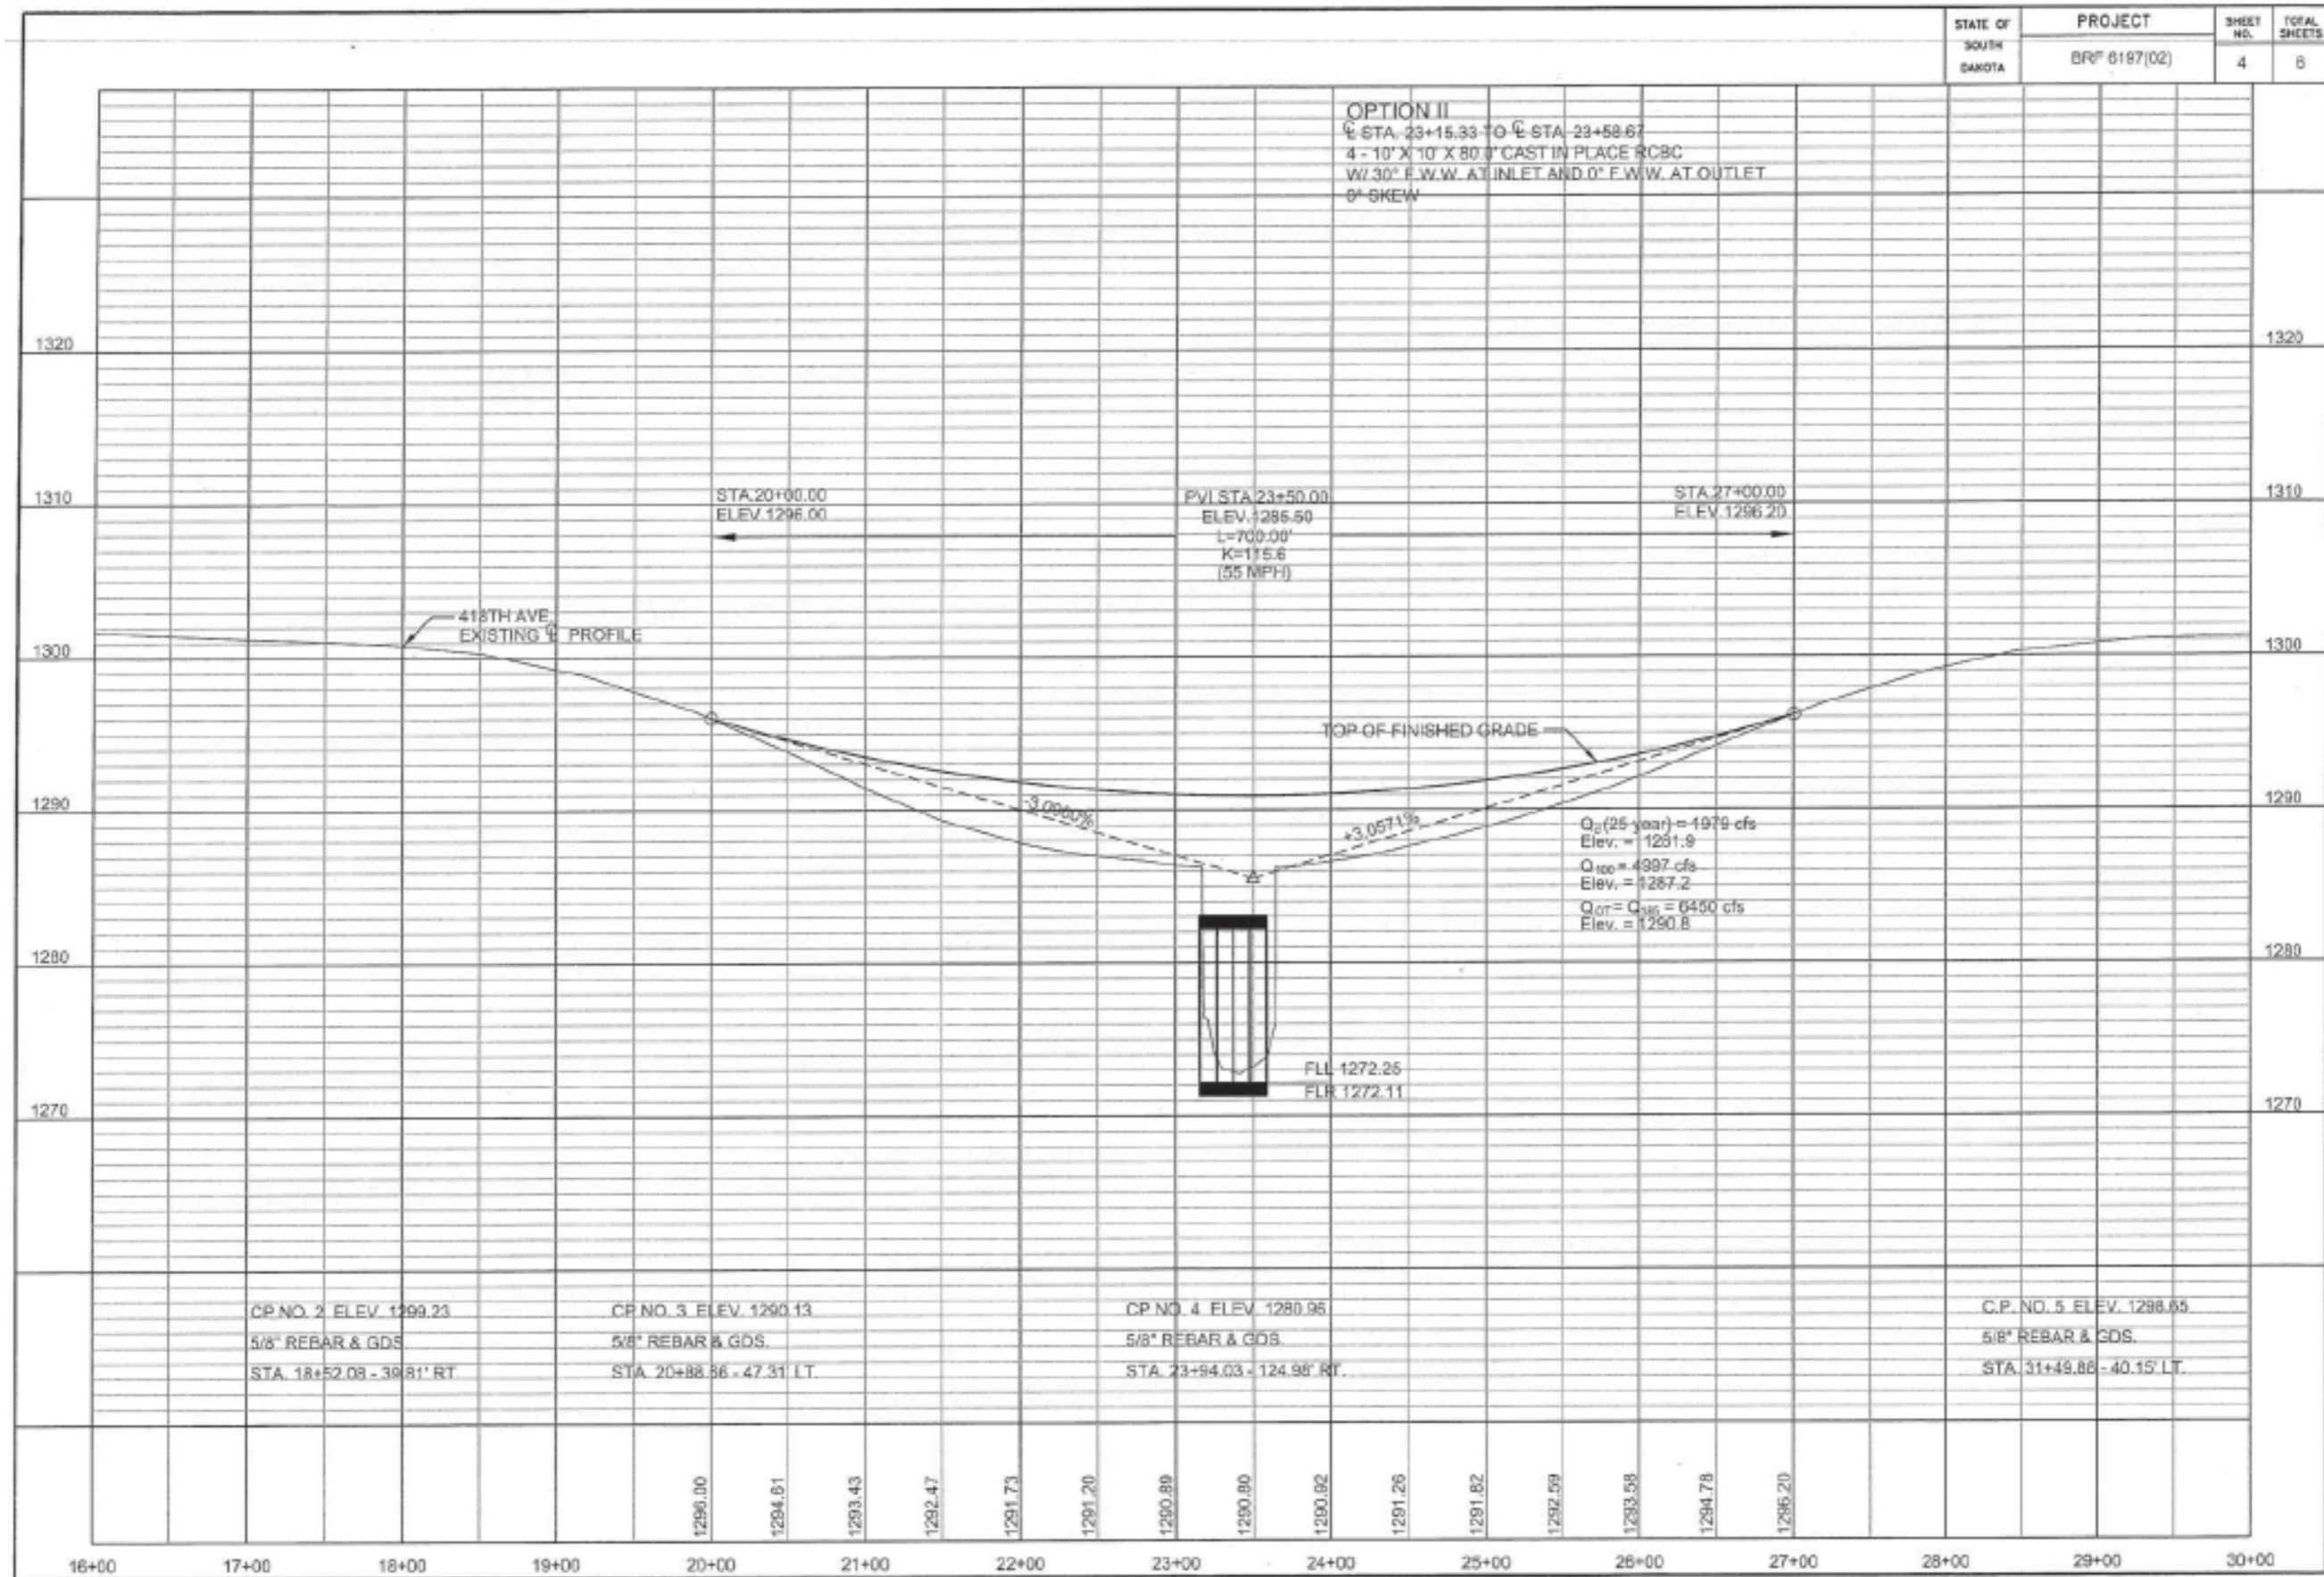 STATE OF SOUTH DAKOTA
PROJECT
BRF 6197(02)
SHEET NO.
4
TOTAL SHEETS
OPTION II
℄ STA. 23+15.33 TO ℄ STA. 23+58.67
4 - 10' X 10' X 80.0' CAST IN PLACE RCBC
W/ 30° F.W.W. AT INLET AND 0° F.W.W. AT OUTLET
0° SKEW
1320
1320
1310
1310
STA.20+00.00
ELEV.1296.00
PVI STA.23+50.00
ELEV.1285.50
L=700.00'
K=115.6
(55 MPH)
STA.27+00.00
ELEV.1296.20
418TH AVE
EXISTING ℄ PROFILE
1300
1300
TOP OF FINISHED GRADE
1290
1290
+3.0571%
(25 year) = 1979 cfs
Elev. = 1281.9
Q100 = 4997 cfs
Elev. = 1287.2
QOT = = 6450 cfs
Elev. = 1290.8
1280
1280
FLL 1272.25
FLR 1272.11
1270
1270
CP NO. 2 ELEV. 1299.23
5/8" REBAR & GDS.
STA. 18+52.08 - 39.81' RT.
CP NO. 3 ELEV. 1290.13
5/8" REBAR & GDS.
STA. 20+88.86 - 47.31' LT.
CP NO. 4 ELEV. 1280.96
5/8" REBAR & GDS.
STA. 23+94.03 - 124.98' RT.
C.P. NO. 5 ELEV. 1298.65
5/8" REBAR & GDS.
STA. 31+49.88 - 40.15' LT.
1296.00
1294.61
1293.43
1292.47
1291.73
1291.20
1290.89
1290.80
1290.92
1291.26
1291.82
1292.59
1293.58
1294.78
1296.20
16+00
17+00
18+00
19+00
20+00
21+00
22+00
23+00
24+00
25+00
26+00
27+00
28+00
29+00
30+00